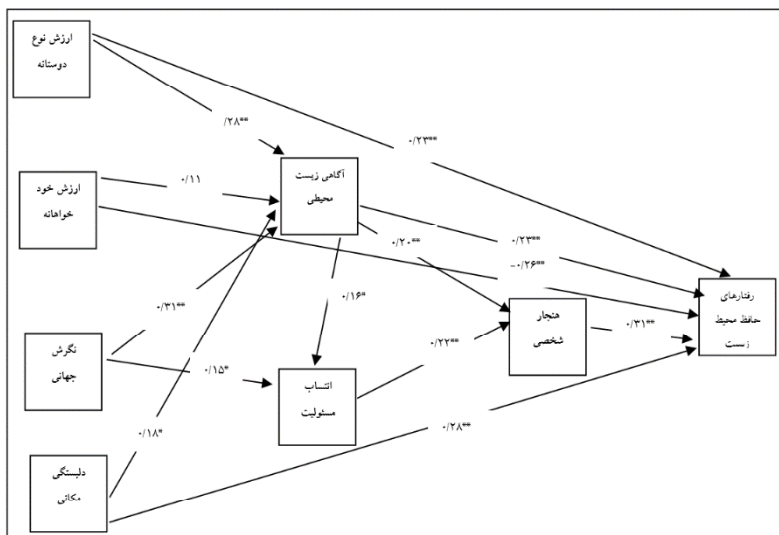 ارزش نوع
دوستانه
۰/۲۳**
/۲۸**
آگاهی زیست
محیطی
ارزش خود
خواهانه
۰/۱۱
۰/۲۳**
-۰/۲۶**
۰/۲۰**
رفتارهای
حافظ محیط
زیست
هنجار
شخصی
۰/۳۱**
۰/۱۶*
۰/۳۱**
نگرش
جهانی
۰/۱۵*
۰/۲۲**
انتساب
مسئولیت
۰/۱۸*
۰/۲۸**
دلبستگی
مکانی